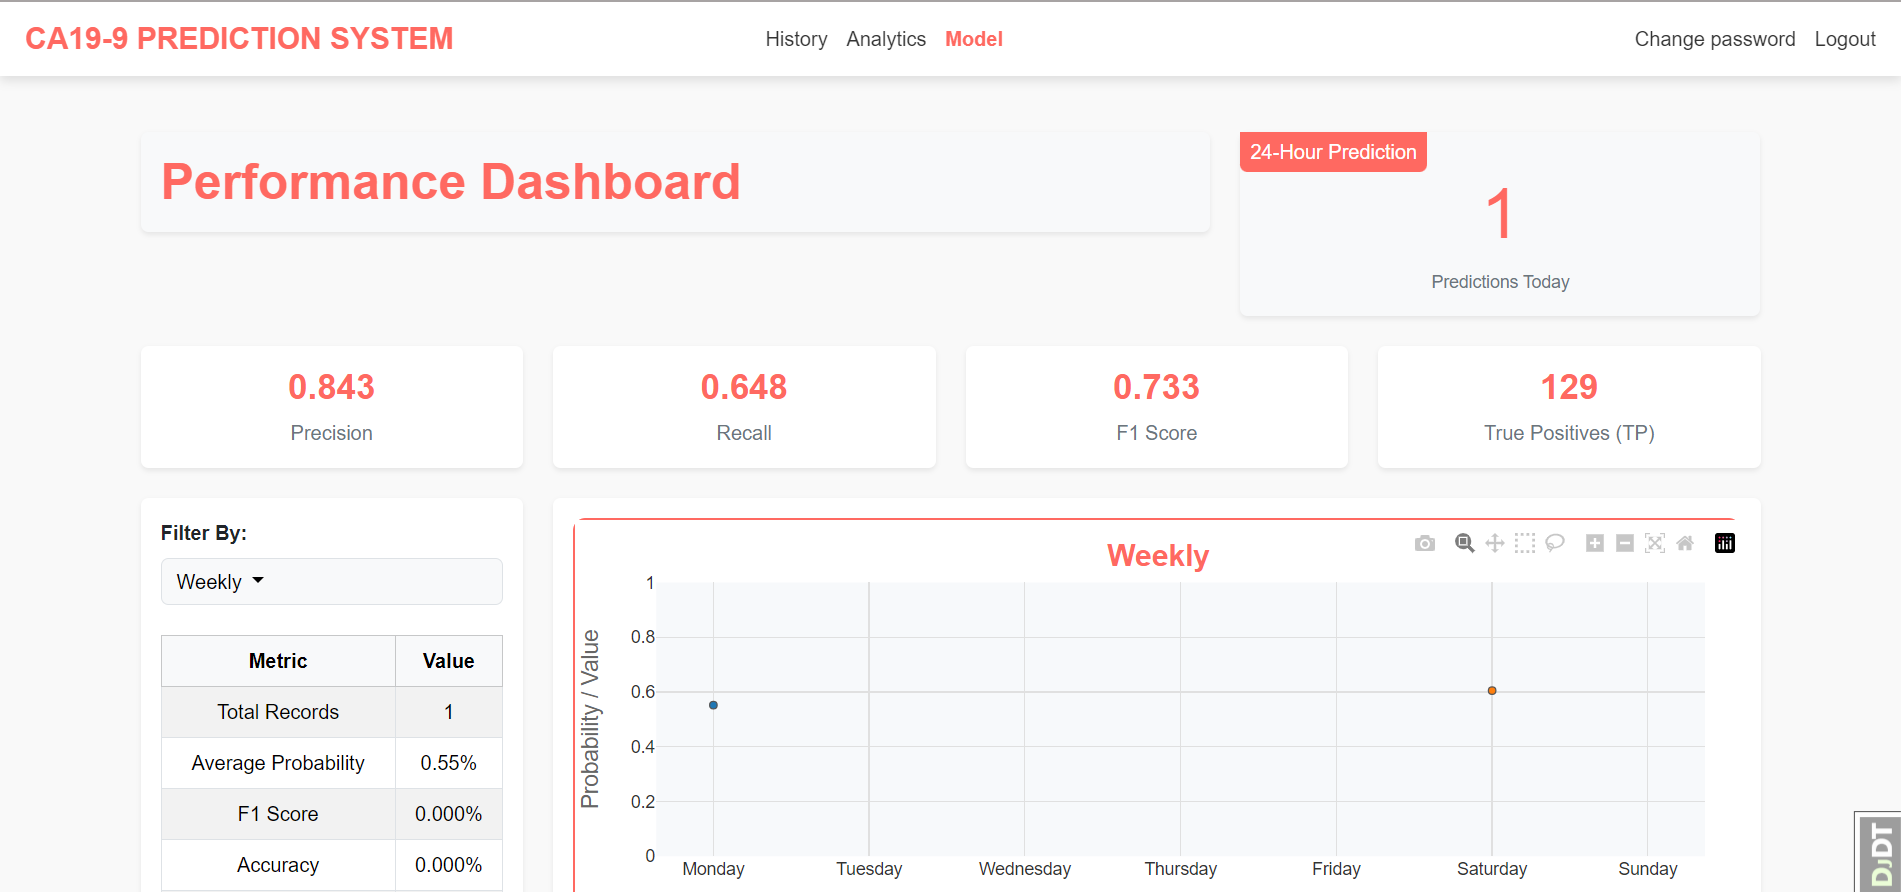 CA19-9 PREDICTION SYSTEM
History Analytics Model
Change password Logout
Performance Dashboard
24-Hour Prediction
1
Predictions Today
0.843
Precision
0.648
Recall
0.733
F1 Score
129
True Positives (TP)
Filter By:
Weekly
Metric Value
Total Records 1
Average Probability 0.55%
F1 Score 0.000%
Accuracy 0.000%
Weekly
Probability / Value
1
0.8
0.6
0.4
0.2
0
Monday Tuesday Wednesday Thursday Friday Saturday Sunday
DjDT